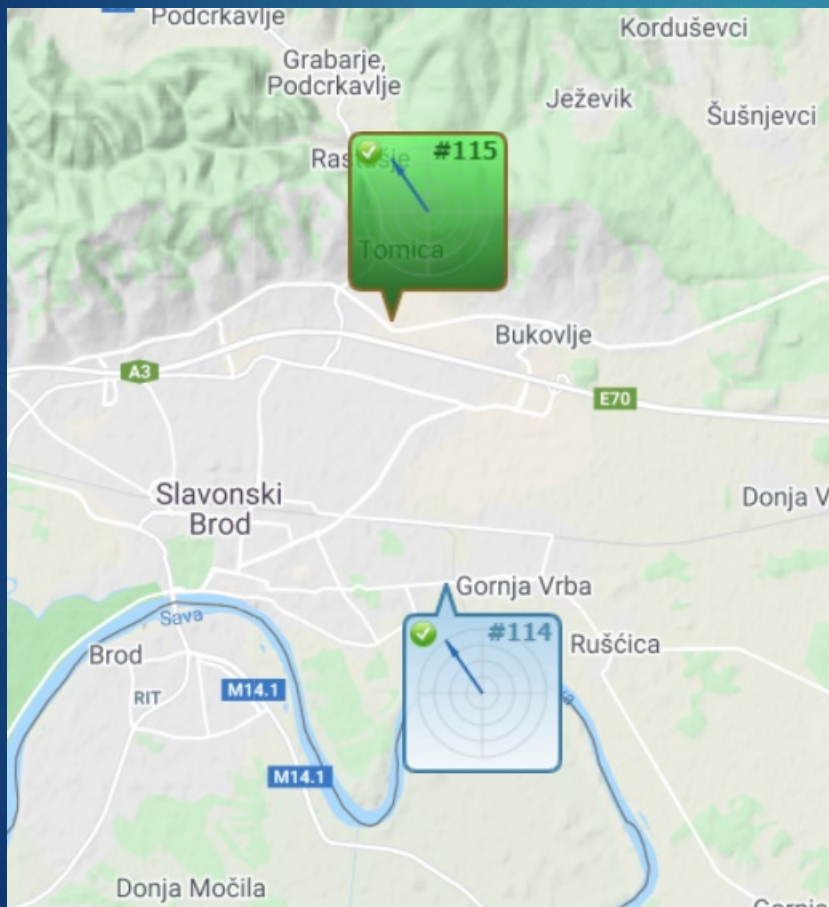 Podcrkavlje
Korduševci
Grabarje,
Podcrkavlje
Ježevik
Šušnjevci
Rastušje
#115
Tomica
Bukovlje
A3
E70
Slavonski
Brod
Donja V
Gornja Vrba
Sava
#114
Rušćica
Brod
RIT
M14.1
M14.1
Donja Močila